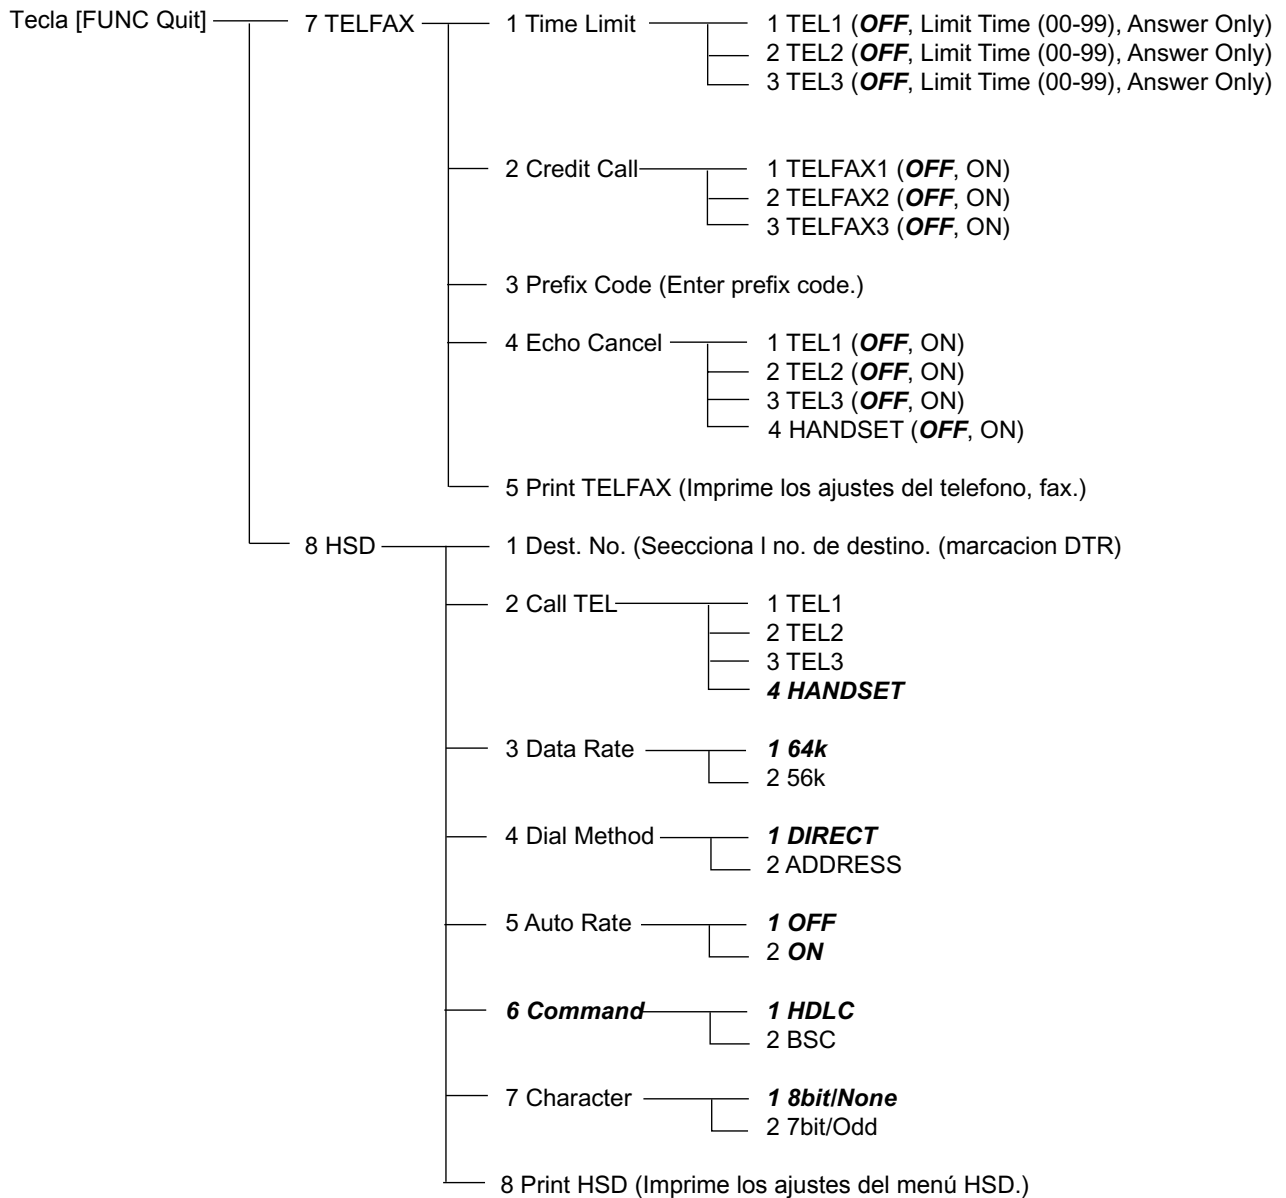 Tecla [FUNC Quit] 7 TELFAX 1 Time Limit 1 TEL1 (OFF, Limit Time (00-99), Answer Only)
2 TEL2 (OFF, Limit Time (00-99), Answer Only)
3 TEL3 (OFF, Limit Time (00-99), Answer Only)
2 Credit Call 1 TELFAX1 (OFF, ON)
2 TELFAX2 (OFF, ON)
3 TELFAX3 (OFF, ON)
3 Prefix Code (Enter prefix code.)
4 Echo Cancel 1 TEL1 (OFF, ON)
2 TEL2 (OFF, ON)
3 TEL3 (OFF, ON)
4 HANDSET (OFF, ON)
5 Print TELFAX (Imprime los ajustes del telefono, fax.)
8 HSD 1 Dest. No. (Seecciona l no. de destino. (marcacion DTR)
2 Call TEL 1 TEL1
2 TEL2
3 TEL3
4 HANDSET
3 Data Rate 1 64k
2 56k
4 Dial Method 1 DIRECT
2 ADDRESS
5 Auto Rate 1 OFF
2 ON
6 Command 1 HDLC
2 BSC
7 Character 1 8bit/None
2 7bit/Odd
8 Print HSD (Imprime los ajustes del menú HSD.)